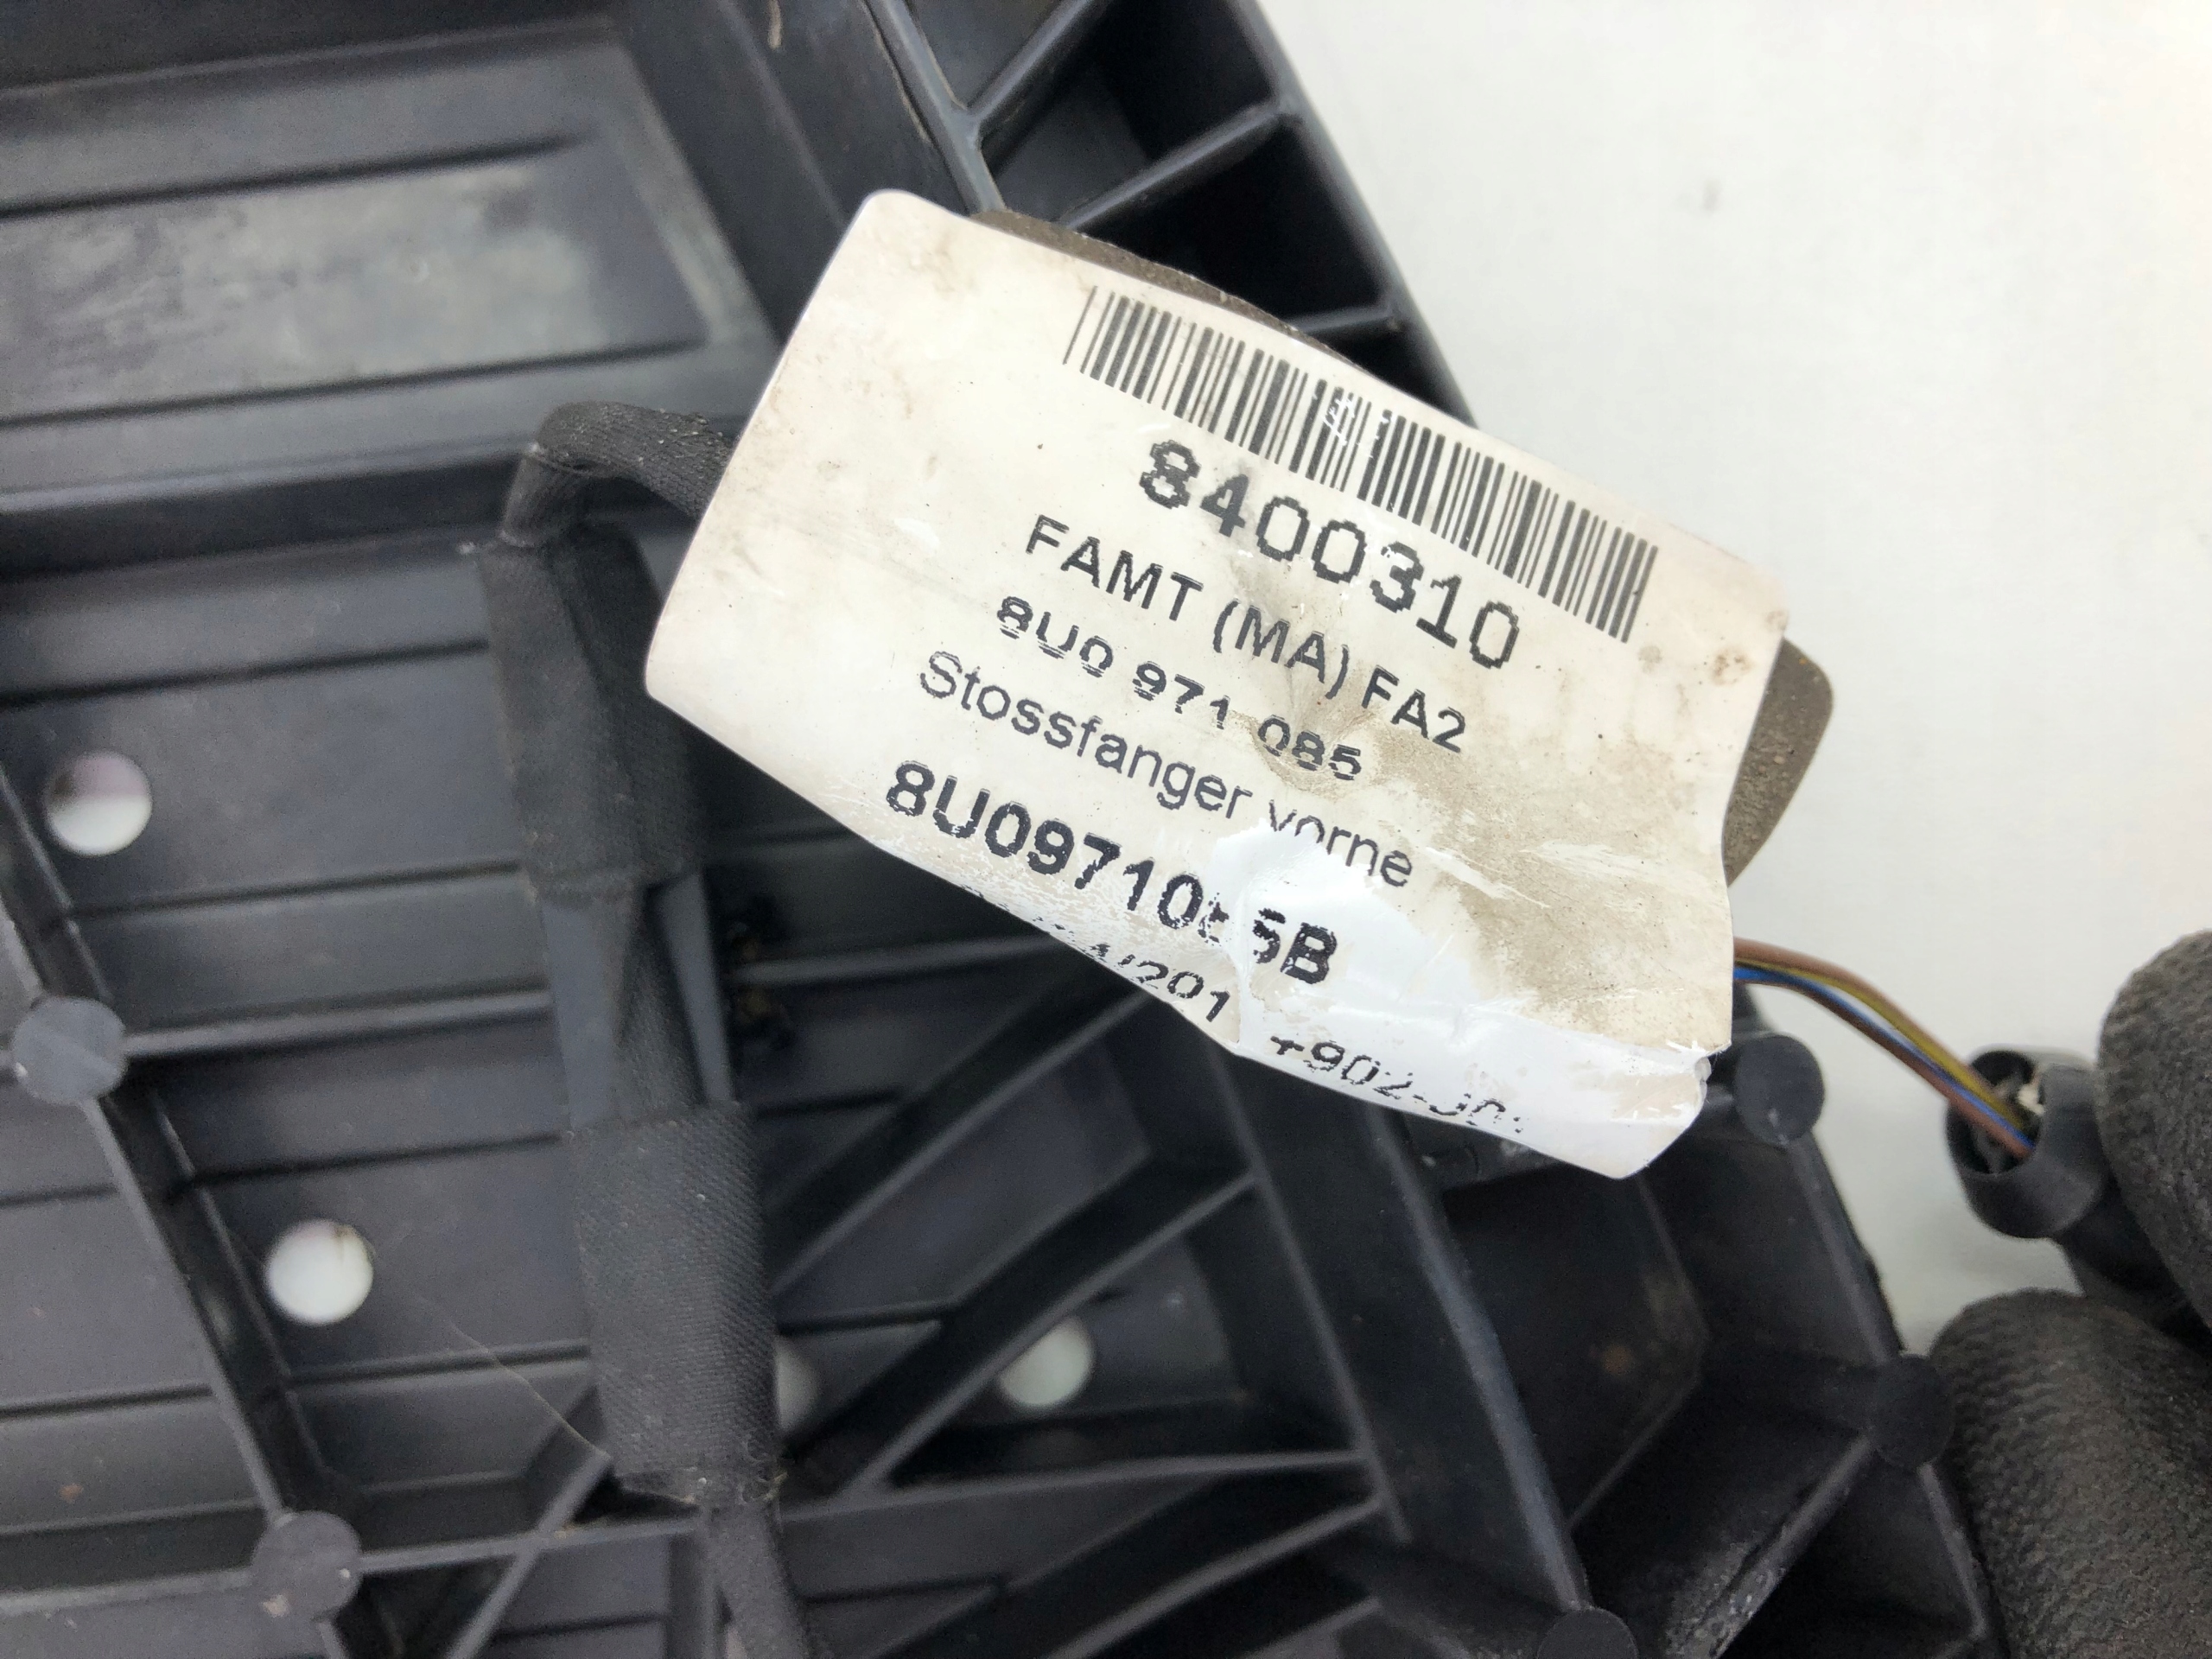 8400310
FAMT (MA) FA2
8U0 971 085
Stossfanger vorne
8U0971085B